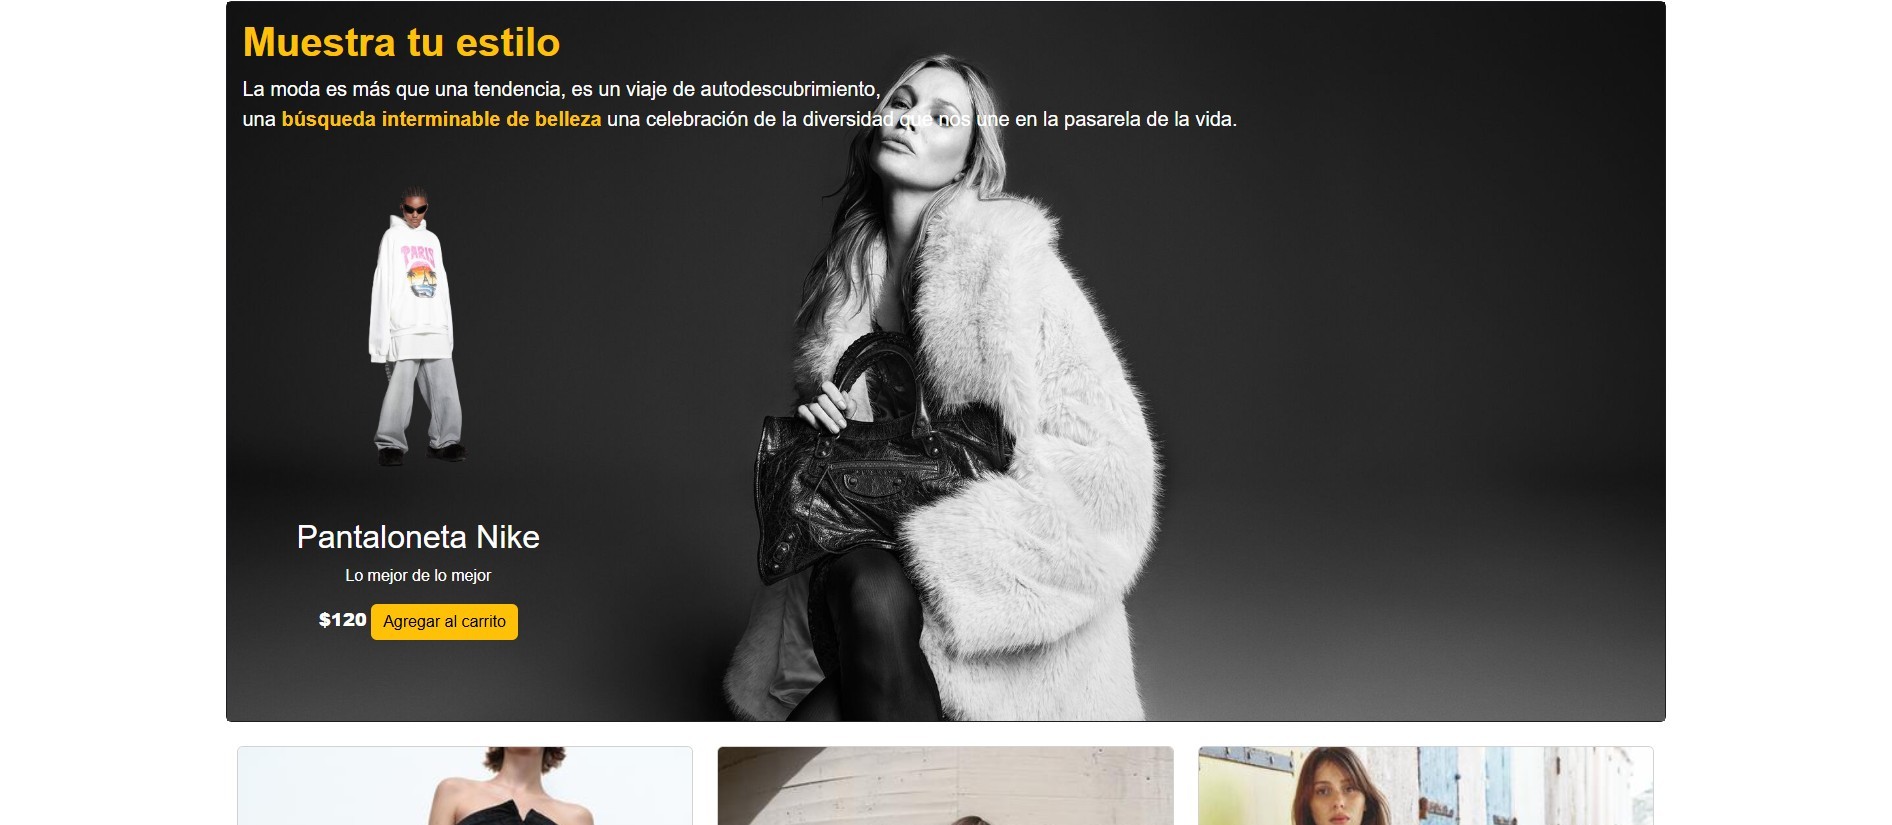 Muestra tu estilo
La moda es más que una tendencia, es un viaje de autodescubrimiento,
una búsqueda interminable de belleza una celebración de la diversidad que nos une en la pasarela de la vida.
PARIS
Pantaloneta Nike
Lo mejor de lo mejor
$120 Agregar al carrito